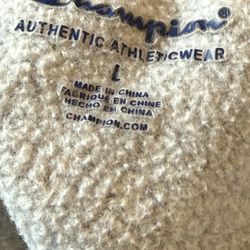 Champion®
AUTHENTIC ATHLETICWEAR
L
MADE IN CHINA
FABRIQUÉ EN CHINE
HECHO EN CHINA
CHAMPION.COM